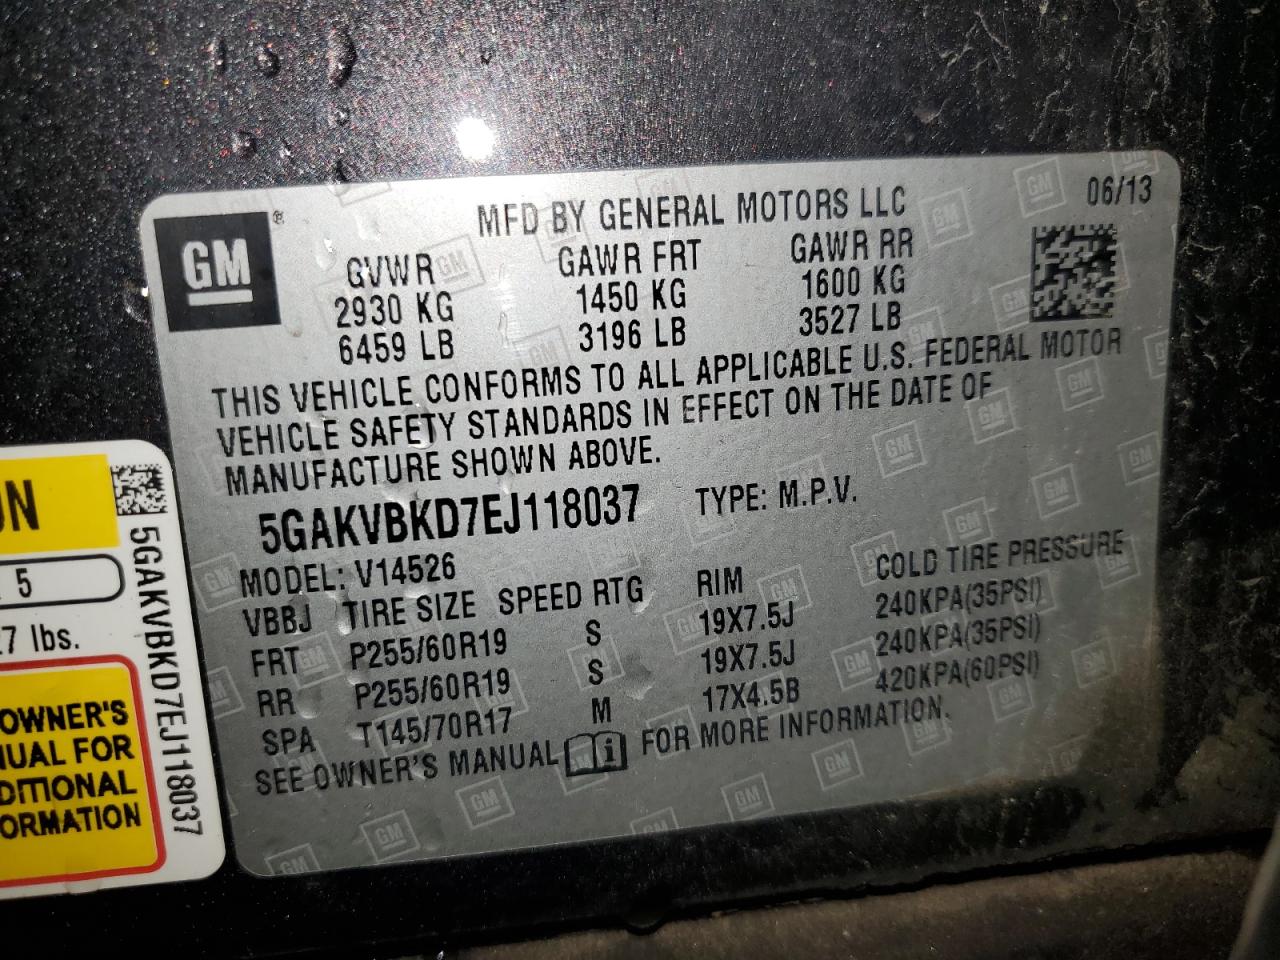 GM ®
MFD BY GENERAL MOTORS LLC
06/13
GVWR GAWR FRT GAWR RR
2930 KG 1450 KG 1600 KG
6459 LB 3196 LB 3527 LB
THIS VEHICLE CONFORMS TO ALL APPLICABLE U.S. FEDERAL MOTOR
VEHICLE SAFETY STANDARDS IN EFFECT ON THE DATE OF
MANUFACTURE SHOWN ABOVE.
5GAKVBKD7EJ118037 TYPE: M.P.V.
MODEL: V14526
VBBJ TIRE SIZE SPEED RTG RIM COLD TIRE PRESSURE
FRT P255/60R19 S 19X7.5J 240KPA(35PSI)
RR P255/60R19 S 19X7.5J 240KPA(35PSI)
SPA T145/70R17 M 17X4.5B 420KPA(60PSI)
SEE OWNER'S MANUAL i FOR MORE INFORMATION.
5
7 lbs.
OWNER'S
FOR
5GAKVBKD7EJ118037